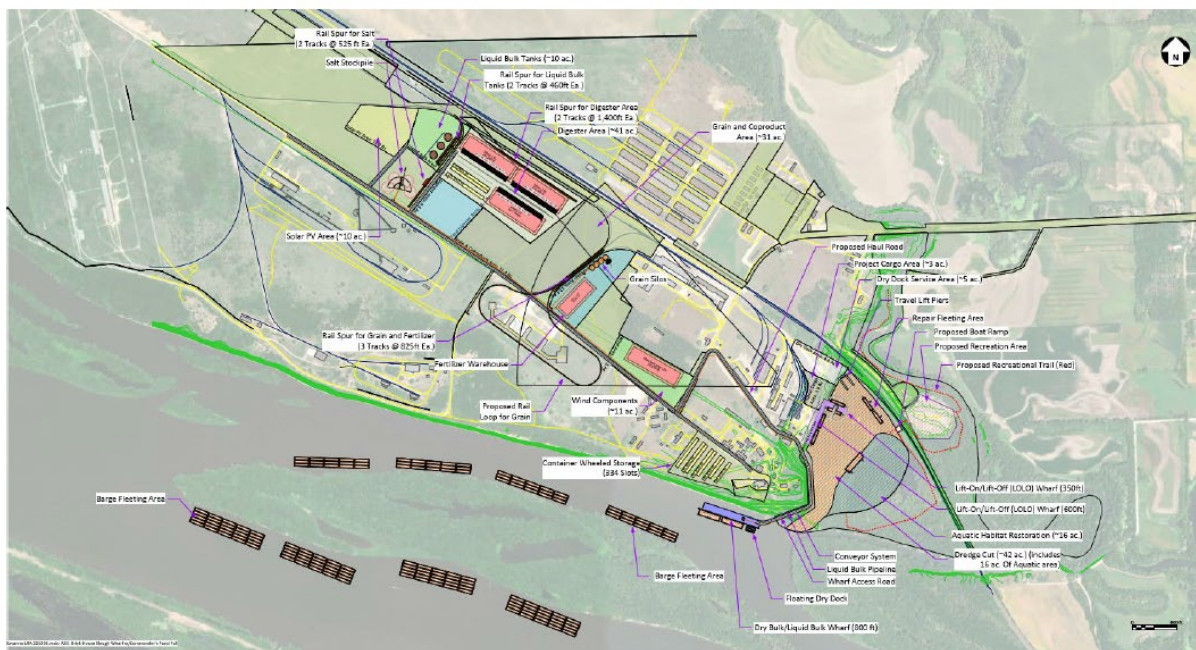 Rail Spur for Salt
(2 Tracks @ 525 ft Ea.)
Salt Stockpile
Liquid Bulk Tanks (~10 ac.)
Rail Spur for Liquid Bulk
Tanks (2 Tracks @ 460ft Ea.)
Rail Spur for Digester Area
(2 Tracks @ 1,400ft Ea.)
Digester Area (~41 ac.)
Grain and Coproduct
Area (~31 ac.)
N
Solar PV Area (~10 ac.)
Grain Silos
Proposed Haul Road
Project Cargo Area (~3 ac.)
Dry Dock Service Area (~5 ac.)
Travel Lift Piers
Repair Fleeting Area
Proposed Boat Ramp
Proposed Recreation Area
Proposed Recreational Trail (Red)
Rail Spur for Grain and Fertilizer
(3 Tracks @ 825ft Ea.)
Fertilizer Warehouse
Proposed Rail
Loop for Grain
Wind Components
(~11 ac.)
Container Wheeled Storage
(334 Slots)
Barge Fleeting Area
Lift-On/Lift-Off (LOLO) Wharf (350ft)
Lift-On/Lift-Off (LOLO) Wharf (600ft)
Aquatic Habitat Restoration (~16 ac.)
Dredge Cut (~42 ac.) (includes
16 ac. Of Aquatic area)
Conveyor System
Liquid Bulk Pipeline
Wharf Access Road
Barge Fleeting Area
Floating Dry Dock
Dry Bulk/Liquid Bulk Wharf (800 ft)